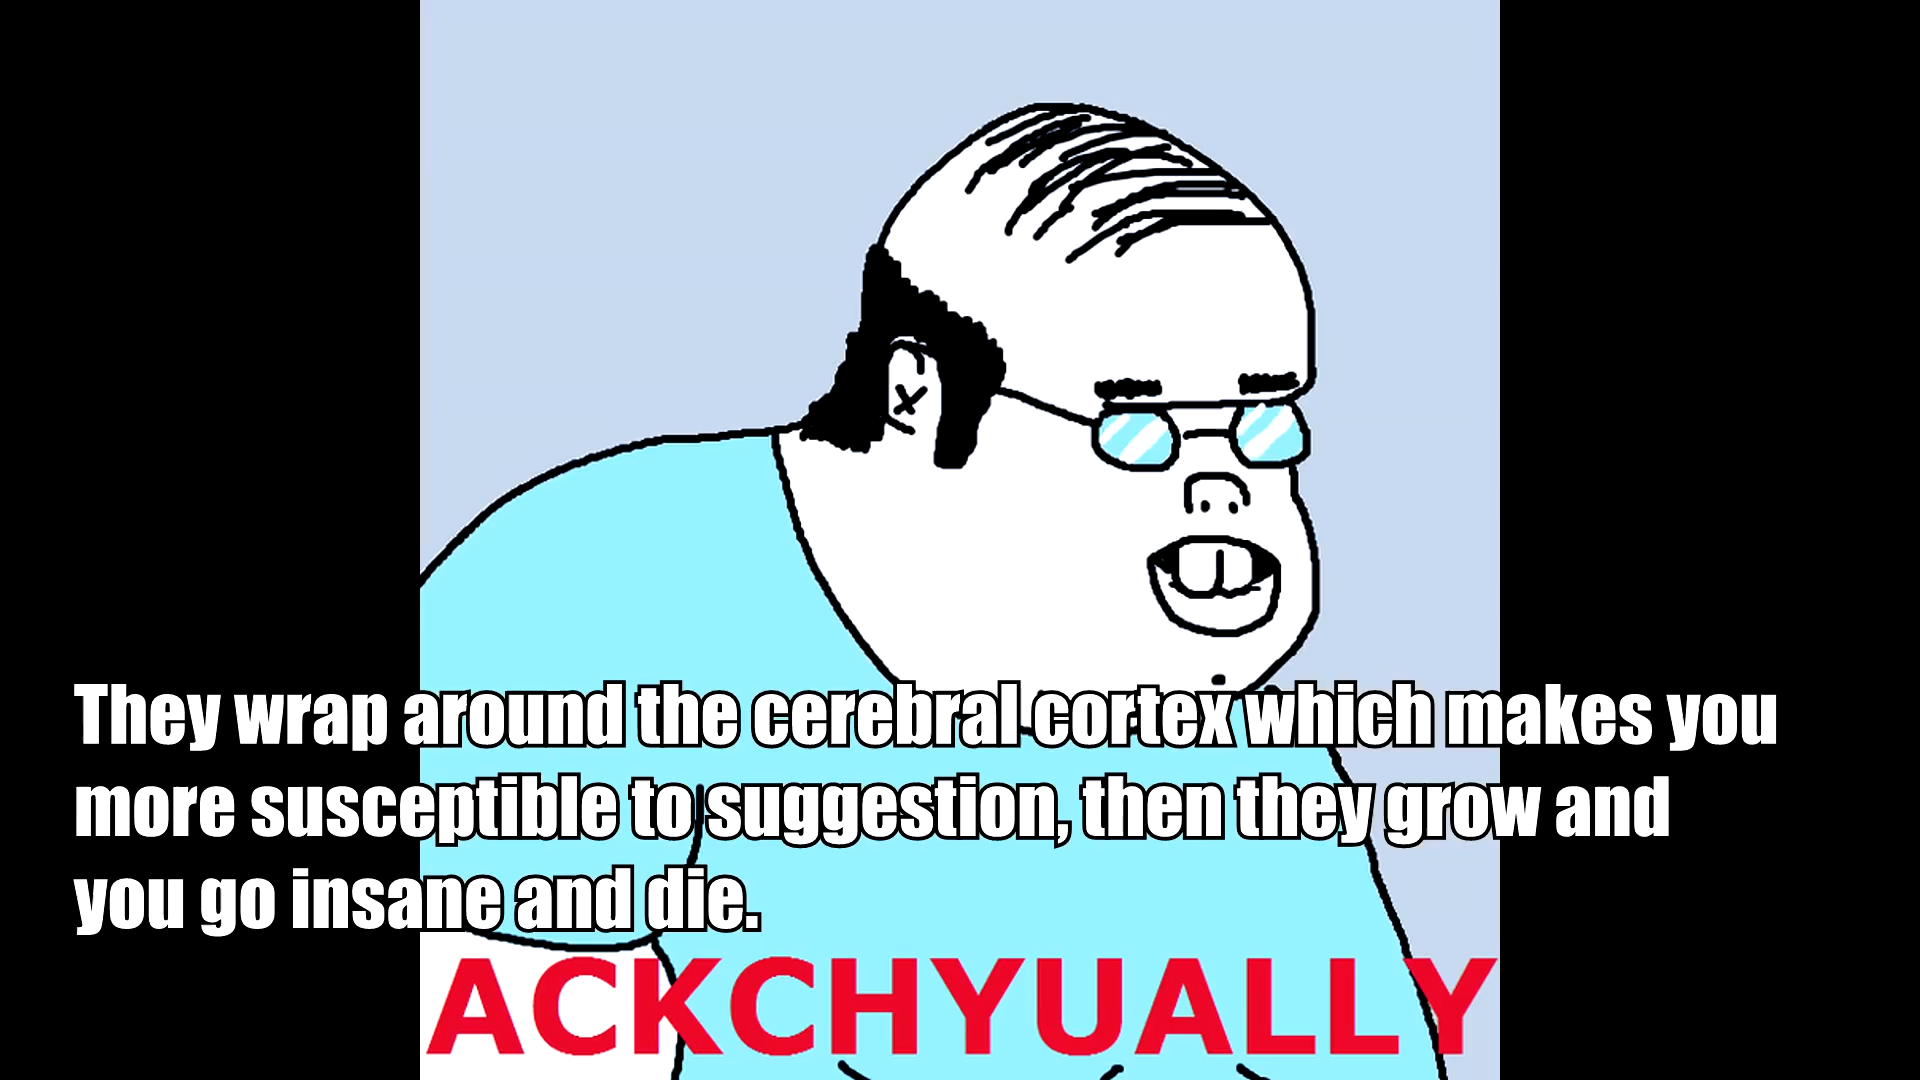 They wrap around the cerebral cortex which makes you
more susceptible to suggestion, then they grow and
you go insane and die.
ACKCHYUALLY